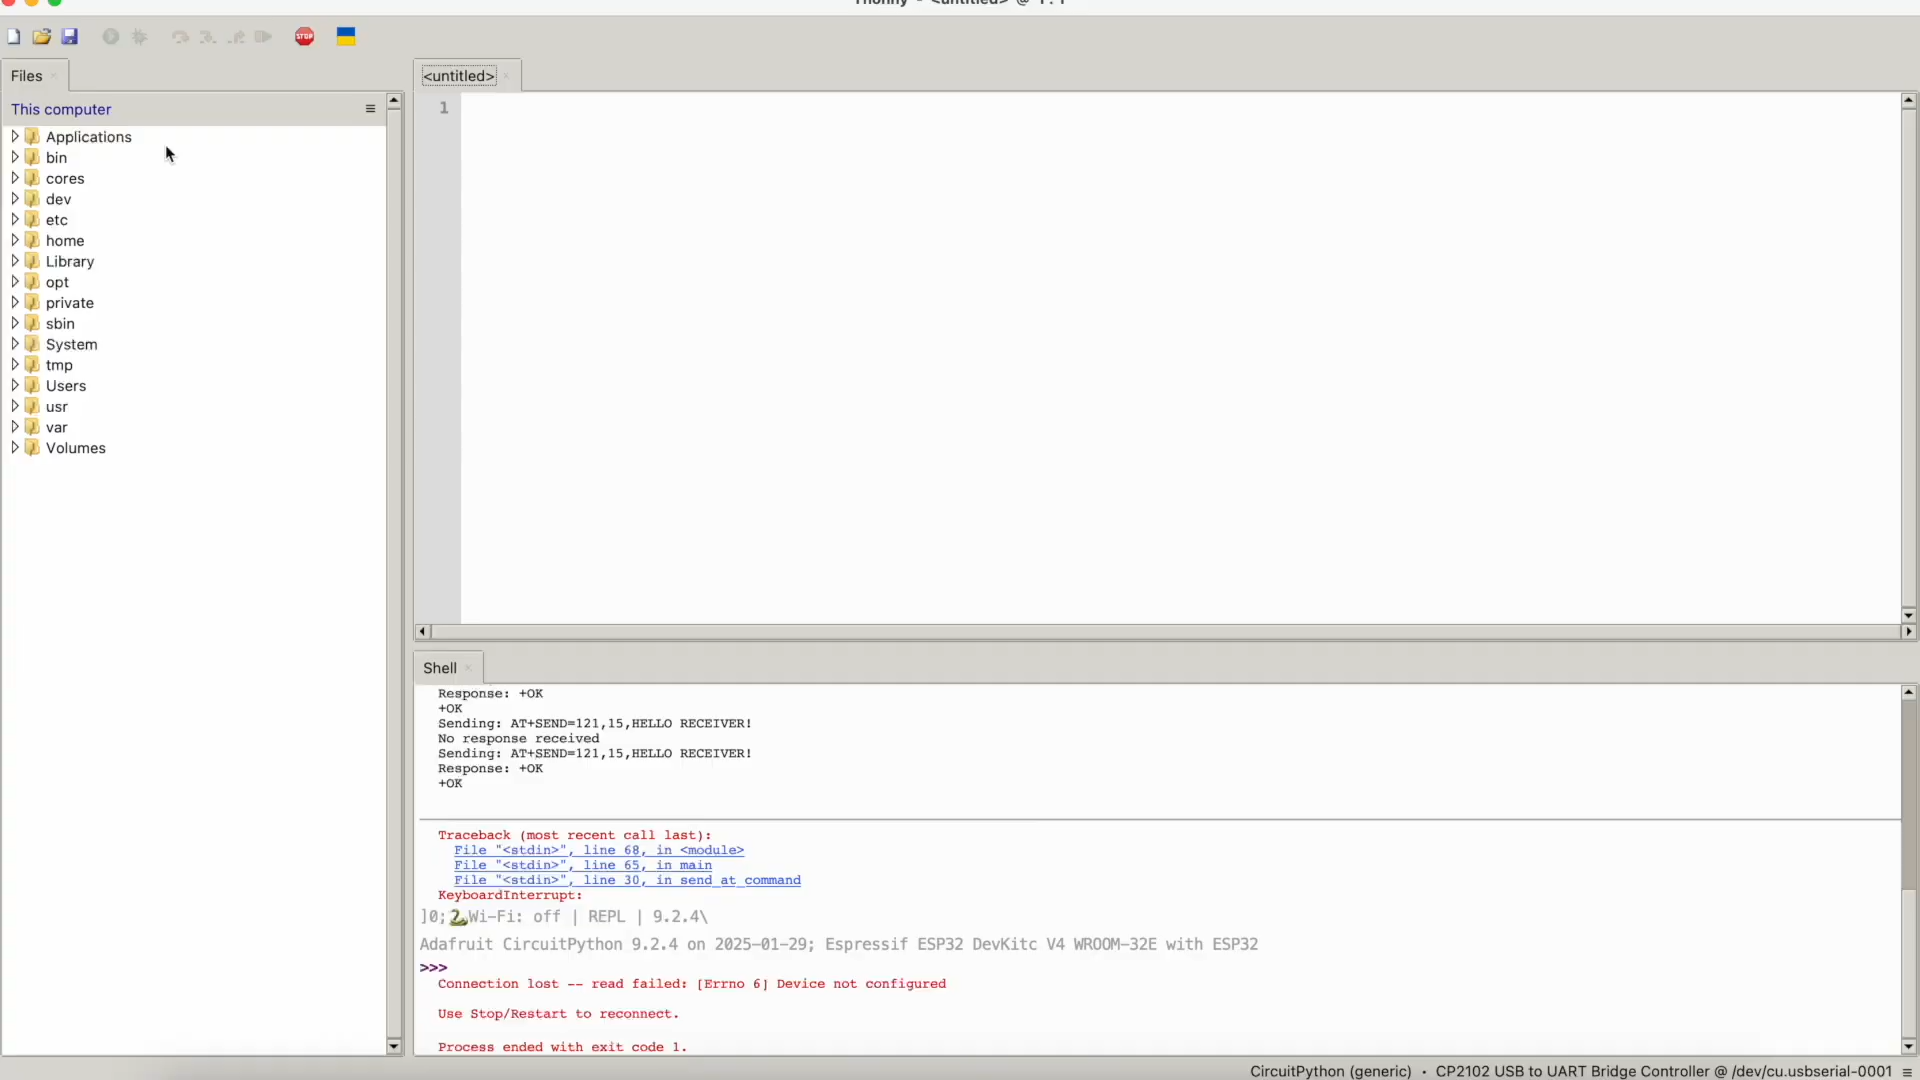 Thonny - <untitled> @ 1:1
STOP
Files
This computer
Applications
bin
cores
dev
etc
home
Library
opt
private
sbin
System
tmp
Users
usr
var
Volumes
<untitled>
1
Shell
Response: +OK
+OK
Sending: AT+SEND=121,15,HELLO RECEIVER!
No response received
Sending: AT+SEND=121,15,HELLO RECEIVER!
Response: +OK
+OK
Traceback (most recent call last):
File "<stdin>", line 68, in <module>
File "<stdin>", line 65, in main
File "<stdin>", line 30, in send_at_command
KeyboardInterrupt:
]0;🐍Wi-Fi: off | REPL | 9.2.4\
Adafruit CircuitPython 9.2.4 on 2025-01-29; Espressif ESP32 DevKitc V4 WROOM-32E with ESP32
>>>
Connection lost -- read failed: [Errno 6] Device not configured
Use Stop/Restart to reconnect.
Process ended with exit code 1.
CircuitPython (generic) • CP2102 USB to UART Bridge Controller @ /dev/cu.usbserial-0001